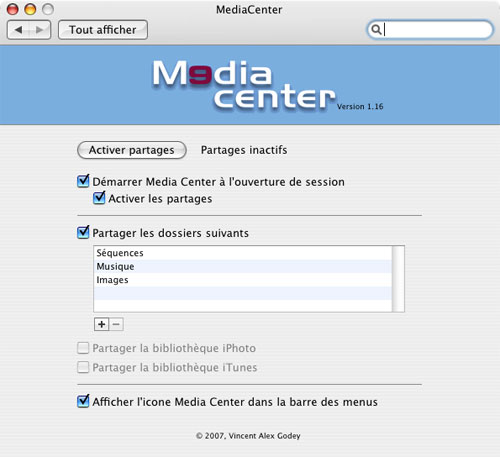 MediaCenter
Tout afficher
M9dia
center
Version 1.16
Activer partages
Partages inactifs
Démarrer Media Center à l'ouverture de session
Activer les partages
Partager les dossiers suivants
Séquences
Musique
Images
Partager la bibliothèque iPhoto
Partager la bibliothèque iTunes
Afficher l'icone Media Center dans la barre des menus
© 2007, Vincent Alex Godey